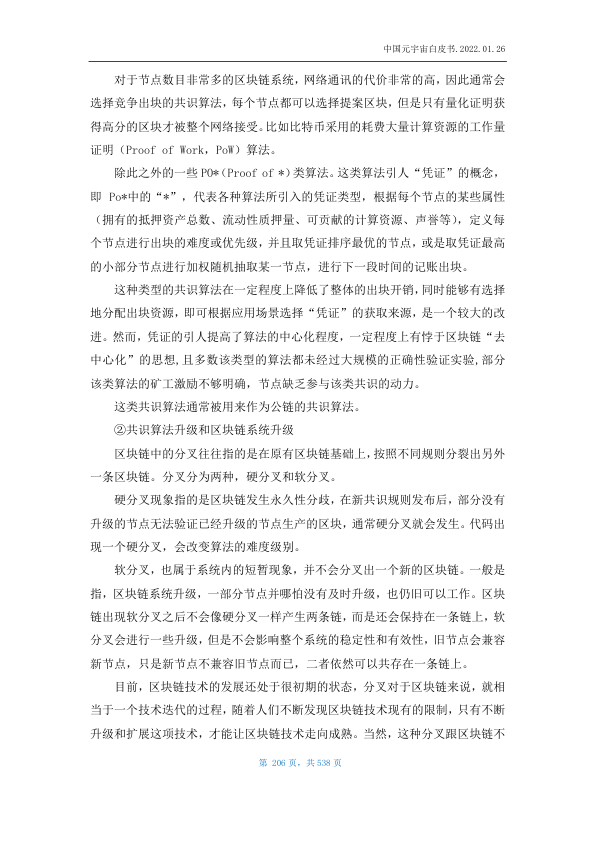 中国元宇宙白皮书.2022.01.26
对于节点数目非常多的区块链系统，网络通讯的代价非常的高，因此通常会
选择竞争出块的共识算法，每个节点都可以选择提案区块，但是只有量化证明获
得高分的区块才被整个网络接受。比如比特币采用的耗费大量计算资源的工作量
证明（Proof of Work，PoW）算法。
除此之外的一些PO*（Proof of *）类算法。这类算法引人“凭证”的概念，
即 Po*中的“*”，代表各种算法所引入的凭证类型，根据每个节点的某些属性
（拥有的抵押资产总数、流动性质押量、可贡献的计算资源、声誉等），定义每
个节点进行出块的难度或优先级，并且取凭证排序最优的节点，或是取凭证最高
的小部分节点进行加权随机抽取某一节点，进行下一段时间的记账出块。
这种类型的共识算法在一定程度上降低了整体的出块开销，同时能够有选择
地分配出块资源，即可根据应用场景选择“凭证”的获取来源，是一个较大的改
进。然而，凭证的引人提高了算法的中心化程度，一定程度上有悖于区块链“去
中心化”的思想,且多数该类型的算法都未经过大规模的正确性验证实验,部分
该类算法的矿工激励不够明确，节点缺乏参与该类共识的动力。
这类共识算法通常被用来作为公链的共识算法。
②共识算法升级和区块链系统升级
区块链中的分叉往往指的是在原有区块链基础上，按照不同规则分裂出另外
一条区块链。分叉分为两种，硬分叉和软分叉。
硬分叉现象指的是区块链发生永久性分歧，在新共识规则发布后，部分没有
升级的节点无法验证已经升级的节点生产的区块，通常硬分叉就会发生。代码出
现一个硬分叉，会改变算法的难度级别。
软分叉，也属于系统内的短暂现象，并不会分叉出一个新的区块链。一般是
指，区块链系统升级，一部分节点并哪怕没有及时升级，也仍旧可以工作。区块
链出现软分叉之后不会像硬分叉一样产生两条链，而是还会保持在一条链上，软
分叉会进行一些升级，但是不会影响整个系统的稳定性和有效性，旧节点会兼容
新节点，只是新节点不兼容旧节点而已，二者依然可以共存在一条链上。
目前，区块链技术的发展还处于很初期的状态，分叉对于区块链来说，就相
当于一个技术迭代的过程，随着人们不断发现区块链技术现有的限制，只有不断
升级和扩展这项技术，才能让区块链技术走向成熟。当然，这种分叉跟区块链不
第 206 页，共 538 页